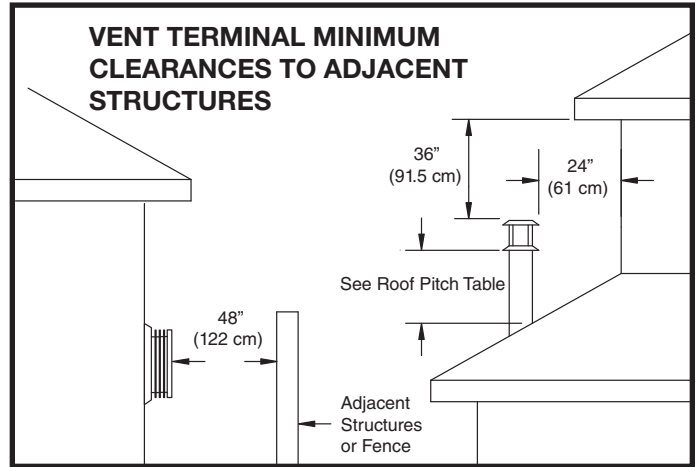 VENT TERMINAL MINIMUM
CLEARANCES TO ADJACENT
STRUCTURES
36”
(91.5 cm)
24”
(61 cm)
See Roof Pitch Table
48”
(122 cm)
Adjacent
Structures
or Fence